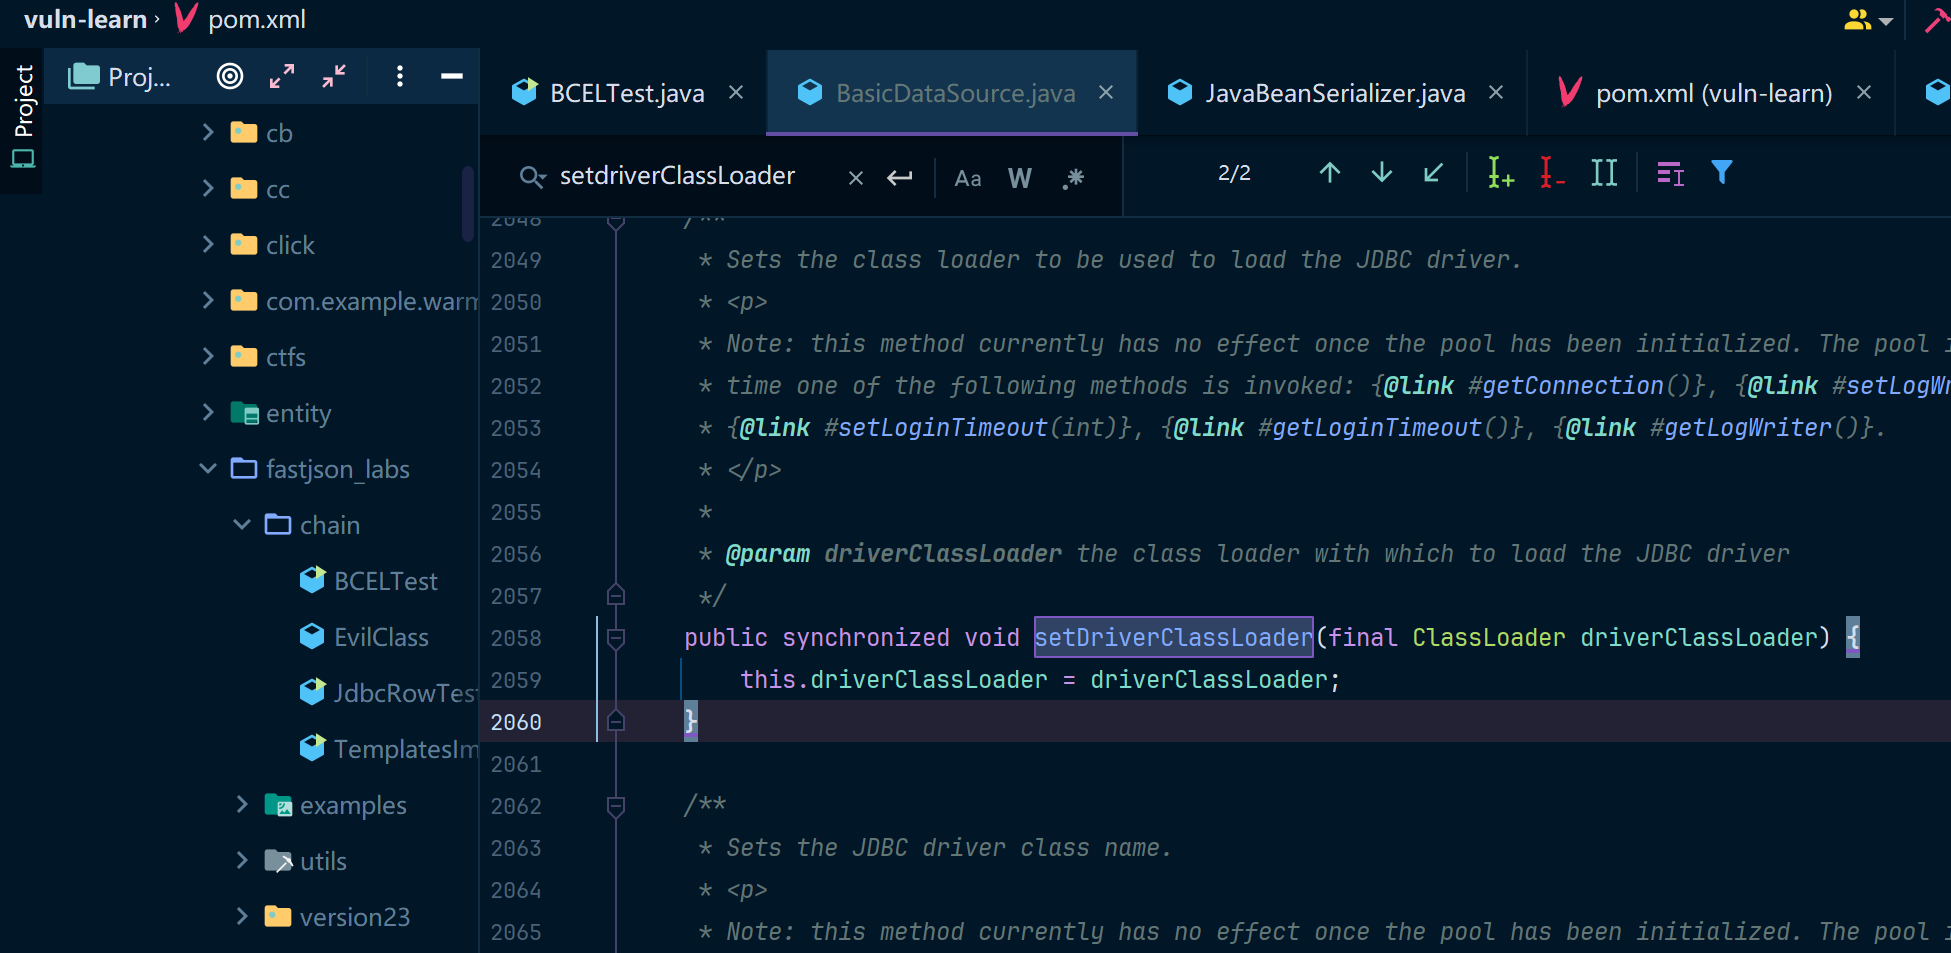 vuln-learn › pom.xml
Project
Proj...
cb
cc
click
com.example.warm
ctfs
entity
fastjson_labs
chain
BCELTest
EvilClass
JdbcRowTest
TemplatesIm
examples
utils
version23
BCELTest.java
BasicDataSource.java
JavaBeanSerializer.java
pom.xml (vuln-learn)
setdriverClassLoader
Aa W .*
2/2
2048 /**
2049 * Sets the class loader to be used to load the JDBC driver.
2050 * <p>
2051 * Note: this method currently has no effect once the pool has been initialized. The pool i
2052 * time one of the following methods is invoked: {@link #getConnection()}, {@link #setLogWr
2053 * {@link #setLoginTimeout(int)}, {@link #getLoginTimeout()}, {@link #getLogWriter()}.
2054 * </p>
2055 *
2056 * @param driverClassLoader the class loader with which to load the JDBC driver
2057 */
2058 public synchronized void setDriverClassLoader(final ClassLoader driverClassLoader) {
2059 this.driverClassLoader = driverClassLoader;
2060 }
2061
2062 /**
2063 * Sets the JDBC driver class name.
2064 * <p>
2065 * Note: this method currently has no effect once the pool has been initialized. The pool i